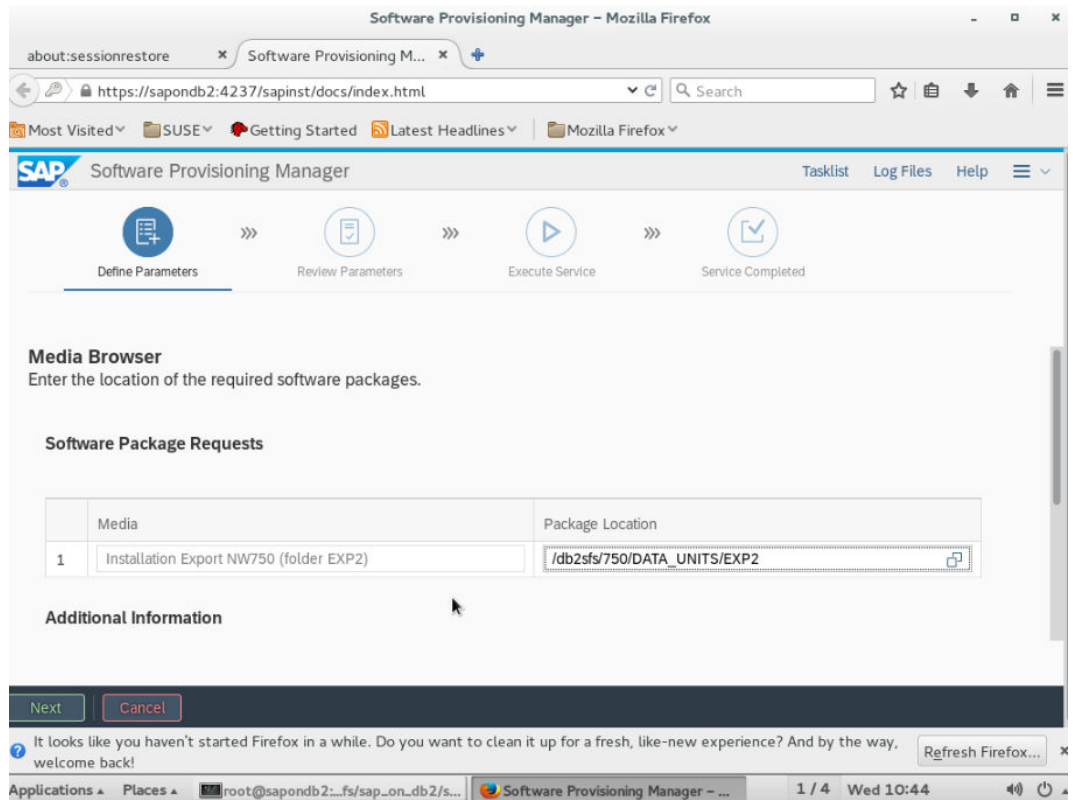 Software Provisioning Manager – Mozilla Firefox
about:sessionrestore
Software Provisioning M...
https://sapondb2:4237/sapinst/docs/index.html
Search
Most Visited
SUSE
Getting Started
Latest Headlines
Mozilla Firefox
SAP
Software Provisioning Manager
Tasklist
Log Files
Help
Define Parameters
Review Parameters
Execute Service
Service Completed
Media Browser
Enter the location of the required software packages.
Software Package Requests
Media
Package Location
1
Installation Export NW750 (folder EXP2)
/db2sfs/750/DATA_UNITS/EXP2
Additional Information
Next
Cancel
It looks like you haven't started Firefox in a while. Do you want to clean it up for a fresh, like-new experience? And by the way,
welcome back!
Refresh Firefox...
Applications
Places
root@sapondb2:...fs/sap_on_db2/s...
Software Provisioning Manager – ...
1 / 4
Wed 10:44